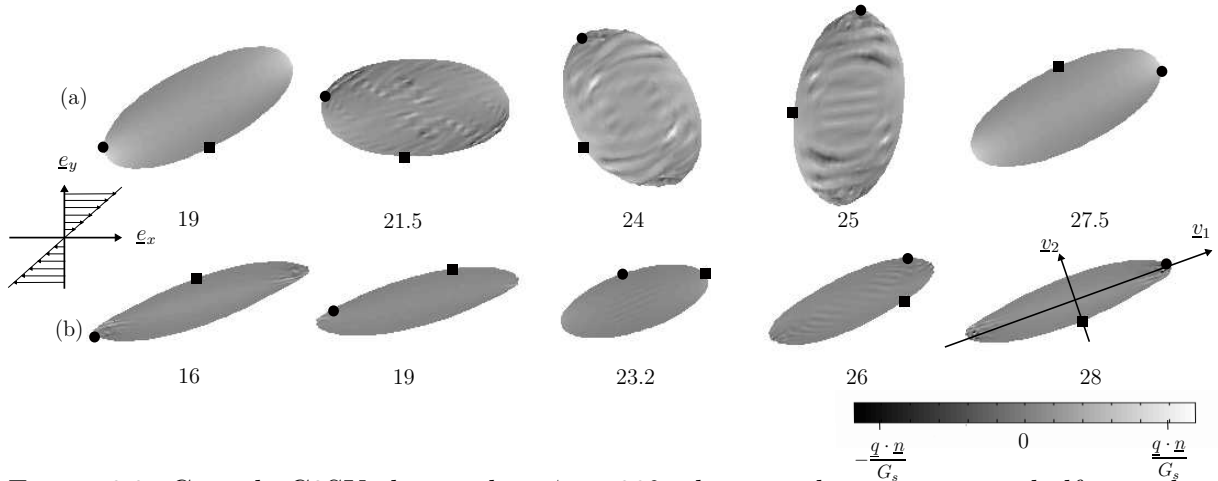 (a)
e_y
19 21.5 24 25 27.5
e_x
v_2
v_1
(b)
16 19 23.2 26 28
−q · n / G_s
0
q · n / G_s